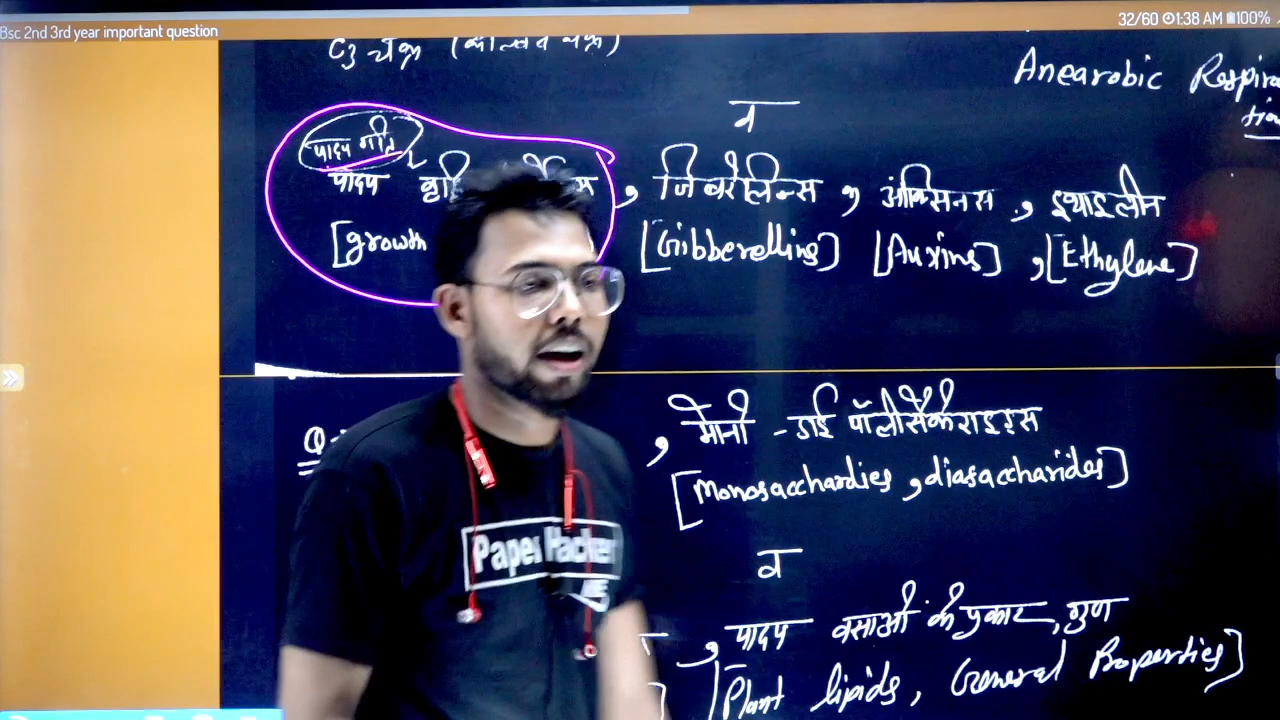 32/60 1:38 AM 100%
Bsc 2nd 3rd year important question
C3 चक्र
Anearobic Respira
tion
व
पादप गति
पादप , जिबरैलिन्स , ऑक्सिनस , इथाइलीन
[growth [Gibberellins] [Auxins] , [Ethylene]
Q
, मोनो - डाई पॉलीसैकेराइड्स
[Monosacchardies , diasaccharides]
व
, पादप वसाओं के प्रकार , गुण
[Plant lipids, General Properties]
Paper Hacker